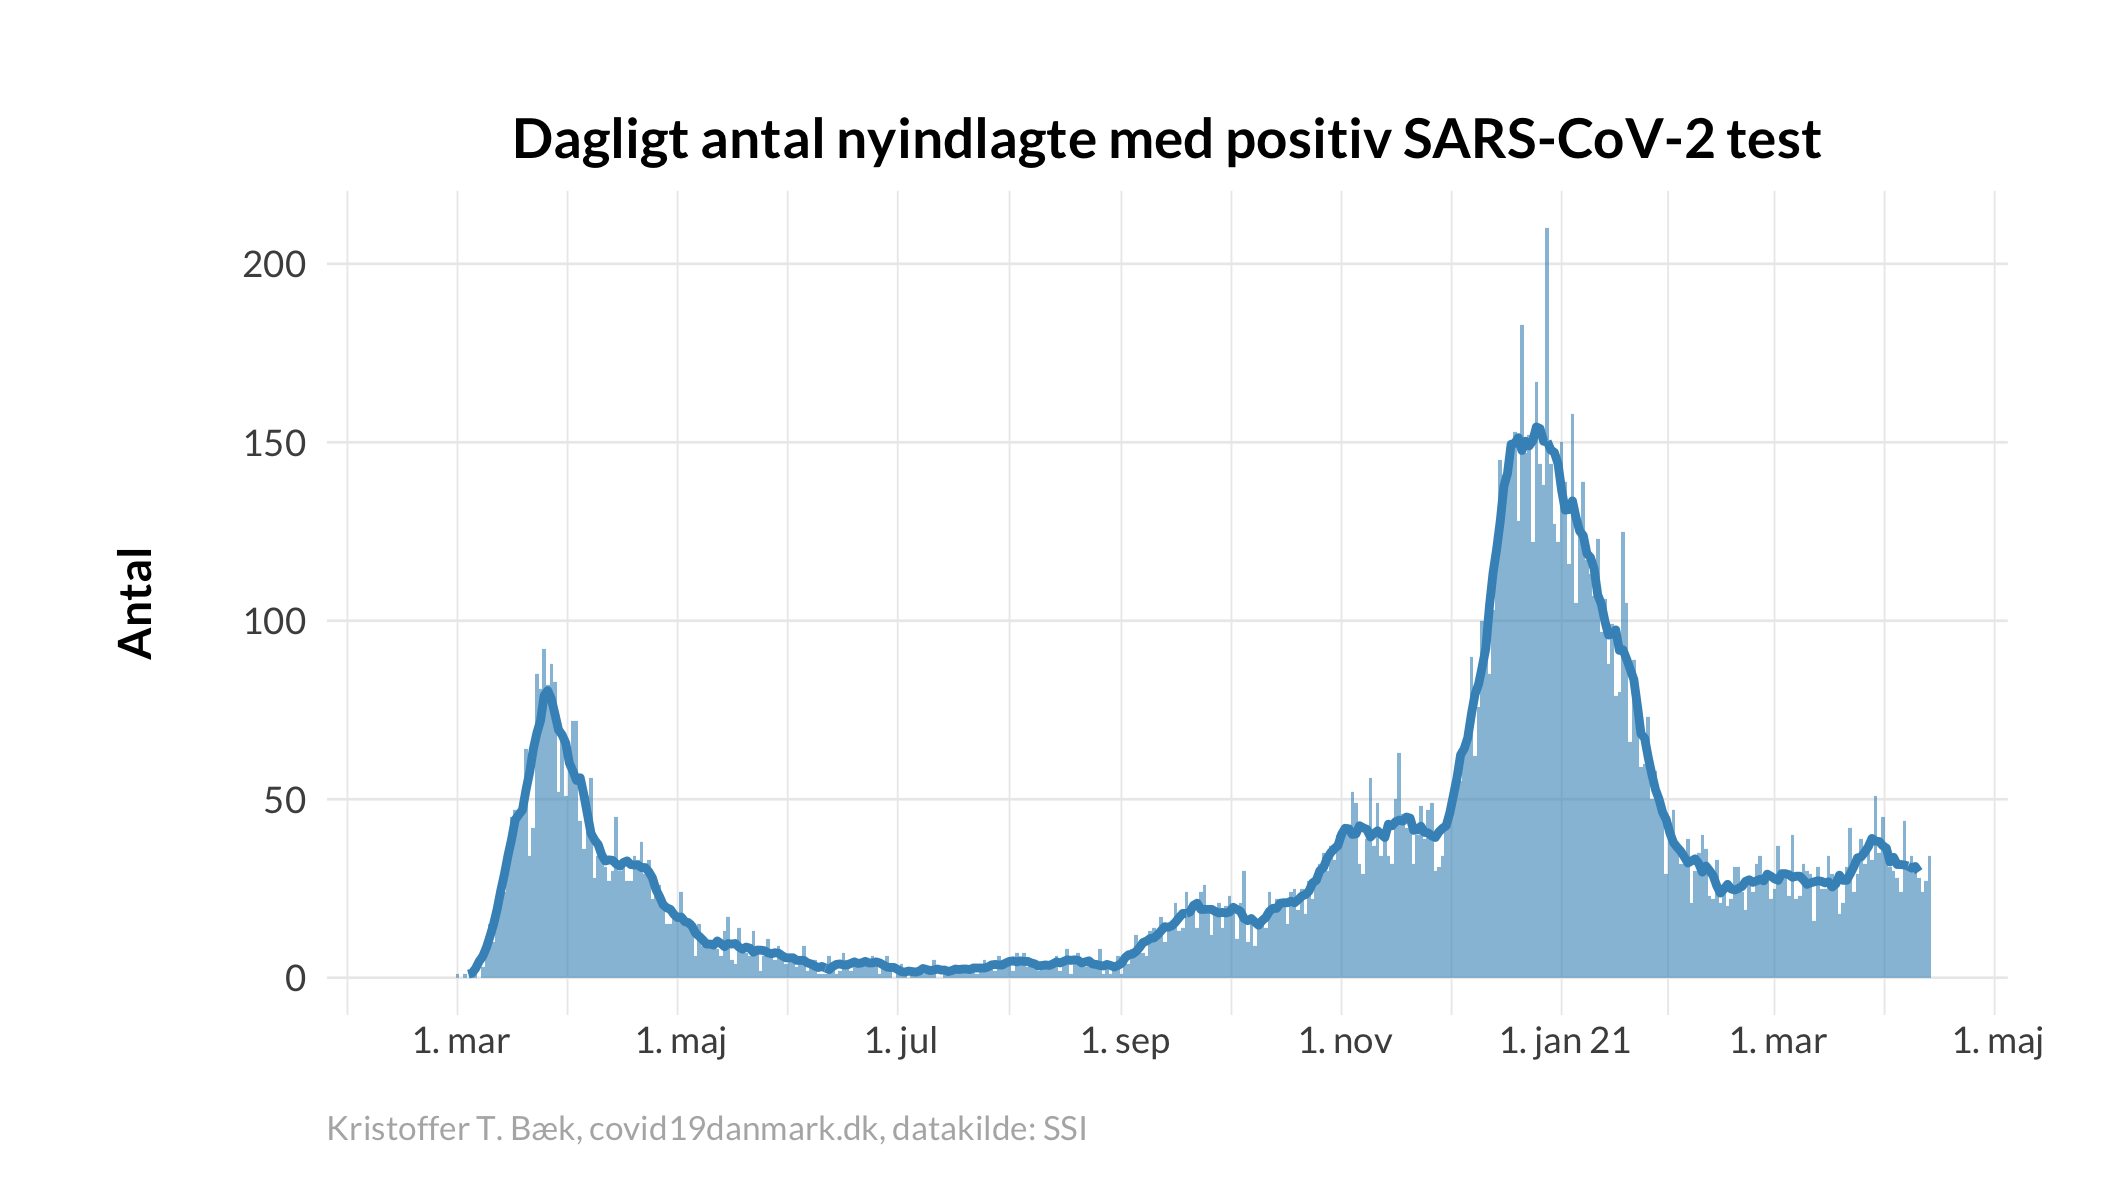 Dagligt antal nyindlagte med positiv SARS-CoV-2 test
Antal
200
150
100
50
0
1. mar 1. maj 1. jul 1. sep 1. nov 1. jan 21 1. mar 1. maj
Kristoffer T. Bæk, covid19danmark.dk, datakilde: SSI